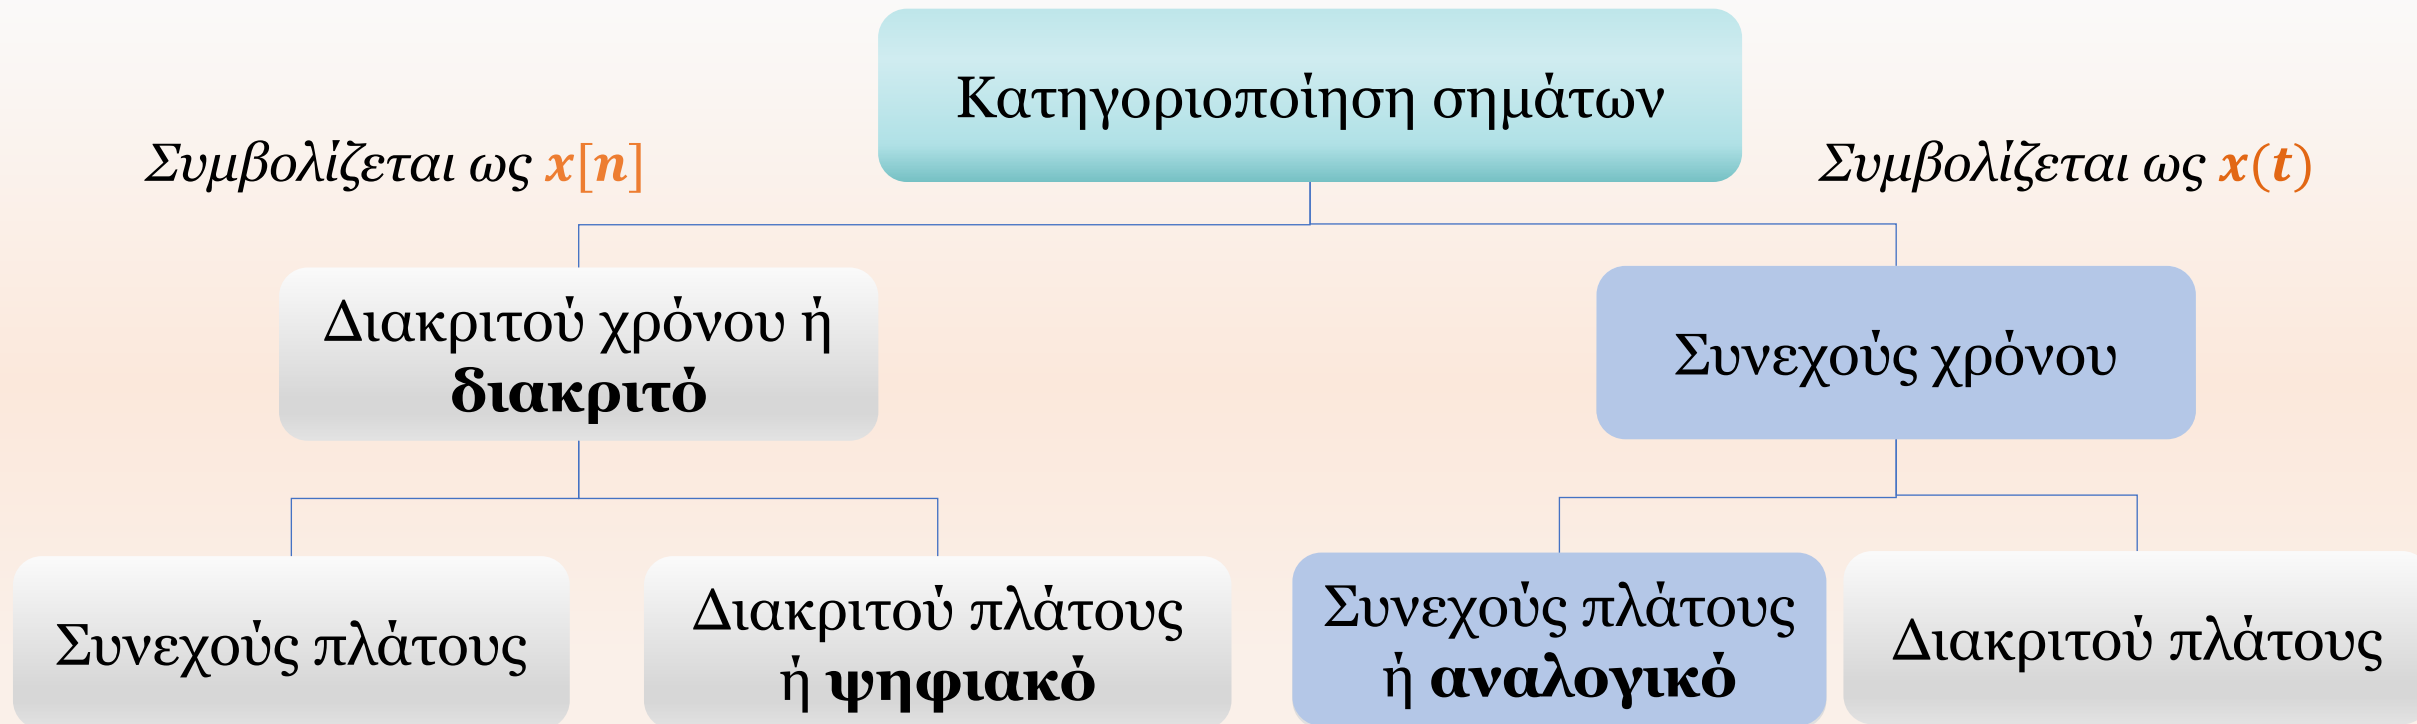 Κατηγοριοποίηση σημάτων
Συμβολίζεται ως x[n]
Συμβολίζεται ως x(t)
Διακριτού χρόνου ή
διακριτό
Συνεχούς χρόνου
Συνεχούς πλάτους
Διακριτού πλάτους
ή ψηφιακό
Συνεχούς πλάτους
ή αναλογικό
Διακριτού πλάτους